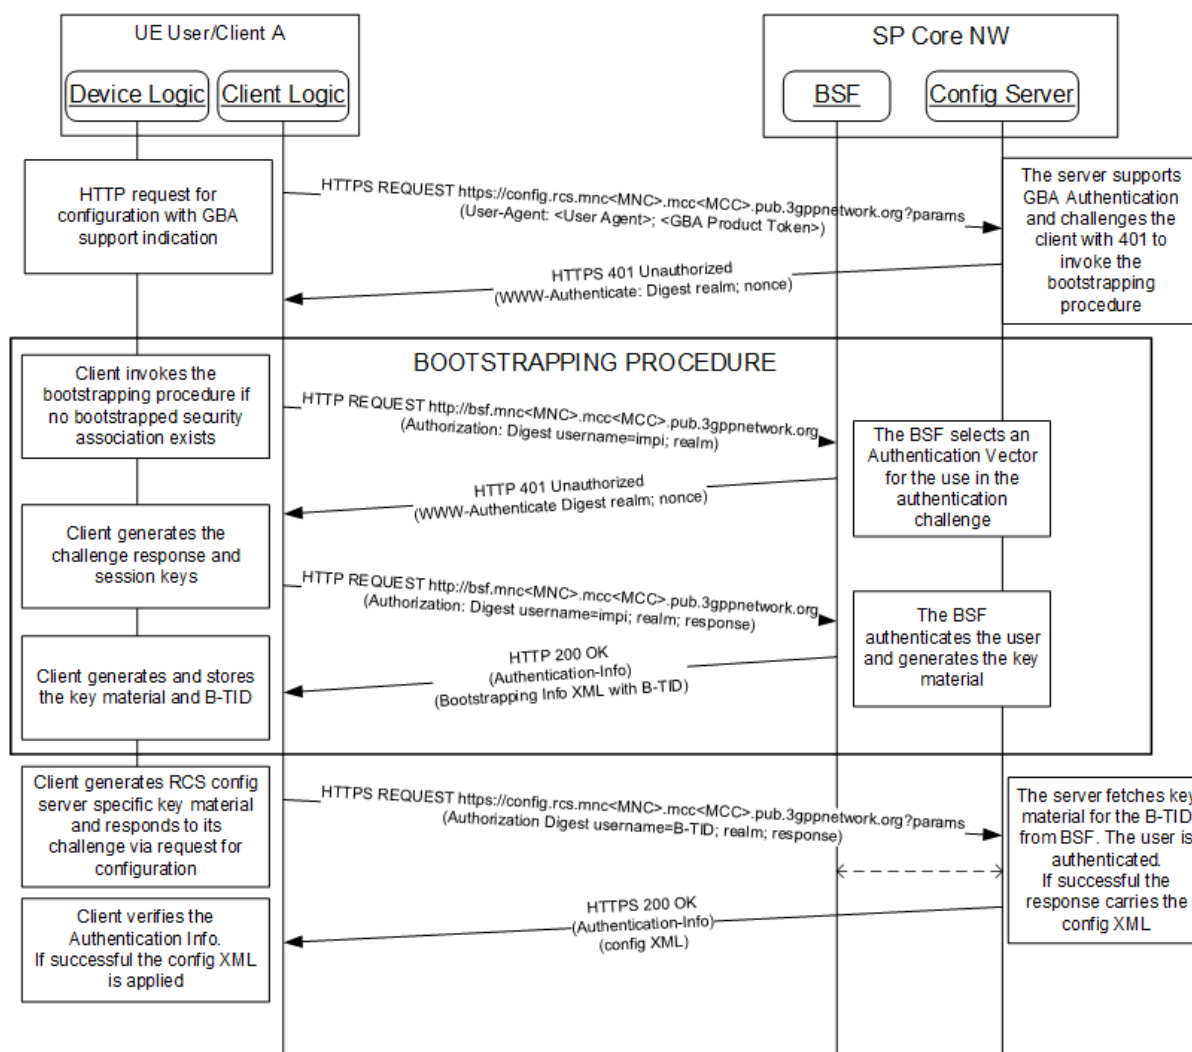 UE User/Client A
SP Core NW
Device Logic
Client Logic
BSF
Config Server
HTTP request for
configuration with GBA
support indication
HTTPS REQUEST https://config.rcs.mnc<MNC>.mcc<MCC>.pub.3gppnetwork.org?params
(User-Agent: <User Agent>; <GBA Product Token>)
The server supports
GBA Authentication
and challenges the
client with 401 to
invoke the
bootstrapping
procedure
HTTPS 401 Unauthorized
(WWW-Authenticate: Digest realm; nonce)
BOOTSTRAPPING PROCEDURE
Client invokes the
bootstrapping procedure if
no bootstrapped security
association exists
HTTP REQUEST http://bsf.mnc<MNC>.mcc<MCC>.pub.3gppnetwork.org
(Authorization: Digest username=impi; realm)
The BSF selects an
Authentication Vector
for the use in the
authentication
challenge
HTTP 401 Unauthorized
(WWW-Authenticate Digest realm; nonce)
Client generates the
challenge response and
session keys
HTTP REQUEST http://bsf.mnc<MNC>.mcc<MCC>.pub.3gppnetwork.org
(Authorization: Digest username=impi; realm; response)
The BSF
authenticates the user
and generates the key
material
HTTP 200 OK
(Authentication-Info)
(Bootstrapping Info XML with B-TID)
Client generates and stores
the key material and B-TID
Client generates RCS config
server specific key material
and responds to its
challenge via request for
configuration
HTTPS REQUEST https://config.rcs.mnc<MNC>.mcc<MCC>.pub.3gppnetwork.org?params
(Authorization Digest username=B-TID; realm; response)
The server fetches key
material for the B-TID
from BSF. The user is
authenticated.
If successful the
response carries the
config XML
HTTPS 200 OK
(Authentication-Info)
(config XML)
Client verifies the
Authentication Info.
If successful the config XML
is applied